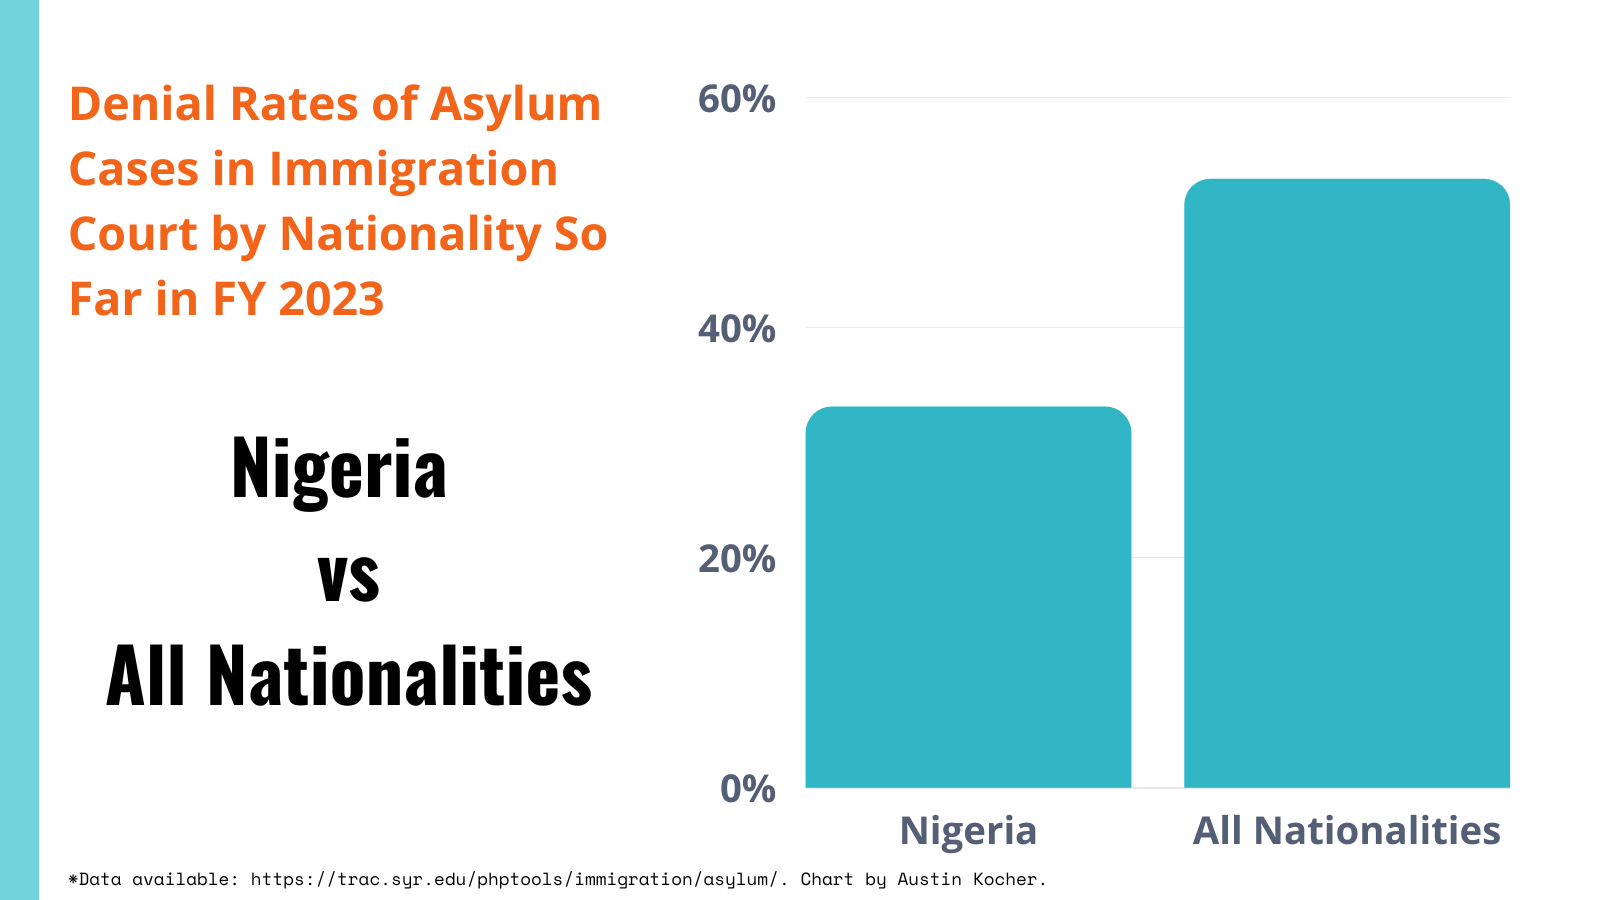 Denial Rates of Asylum
Cases in Immigration
Court by Nationality So
Far in FY 2023
Nigeria
vs
All Nationalities
60%
40%
20%
0%
Nigeria
All Nationalities
*Data available: https://trac.syr.edu/phptools/immigration/asylum/. Chart by Austin Kocher.